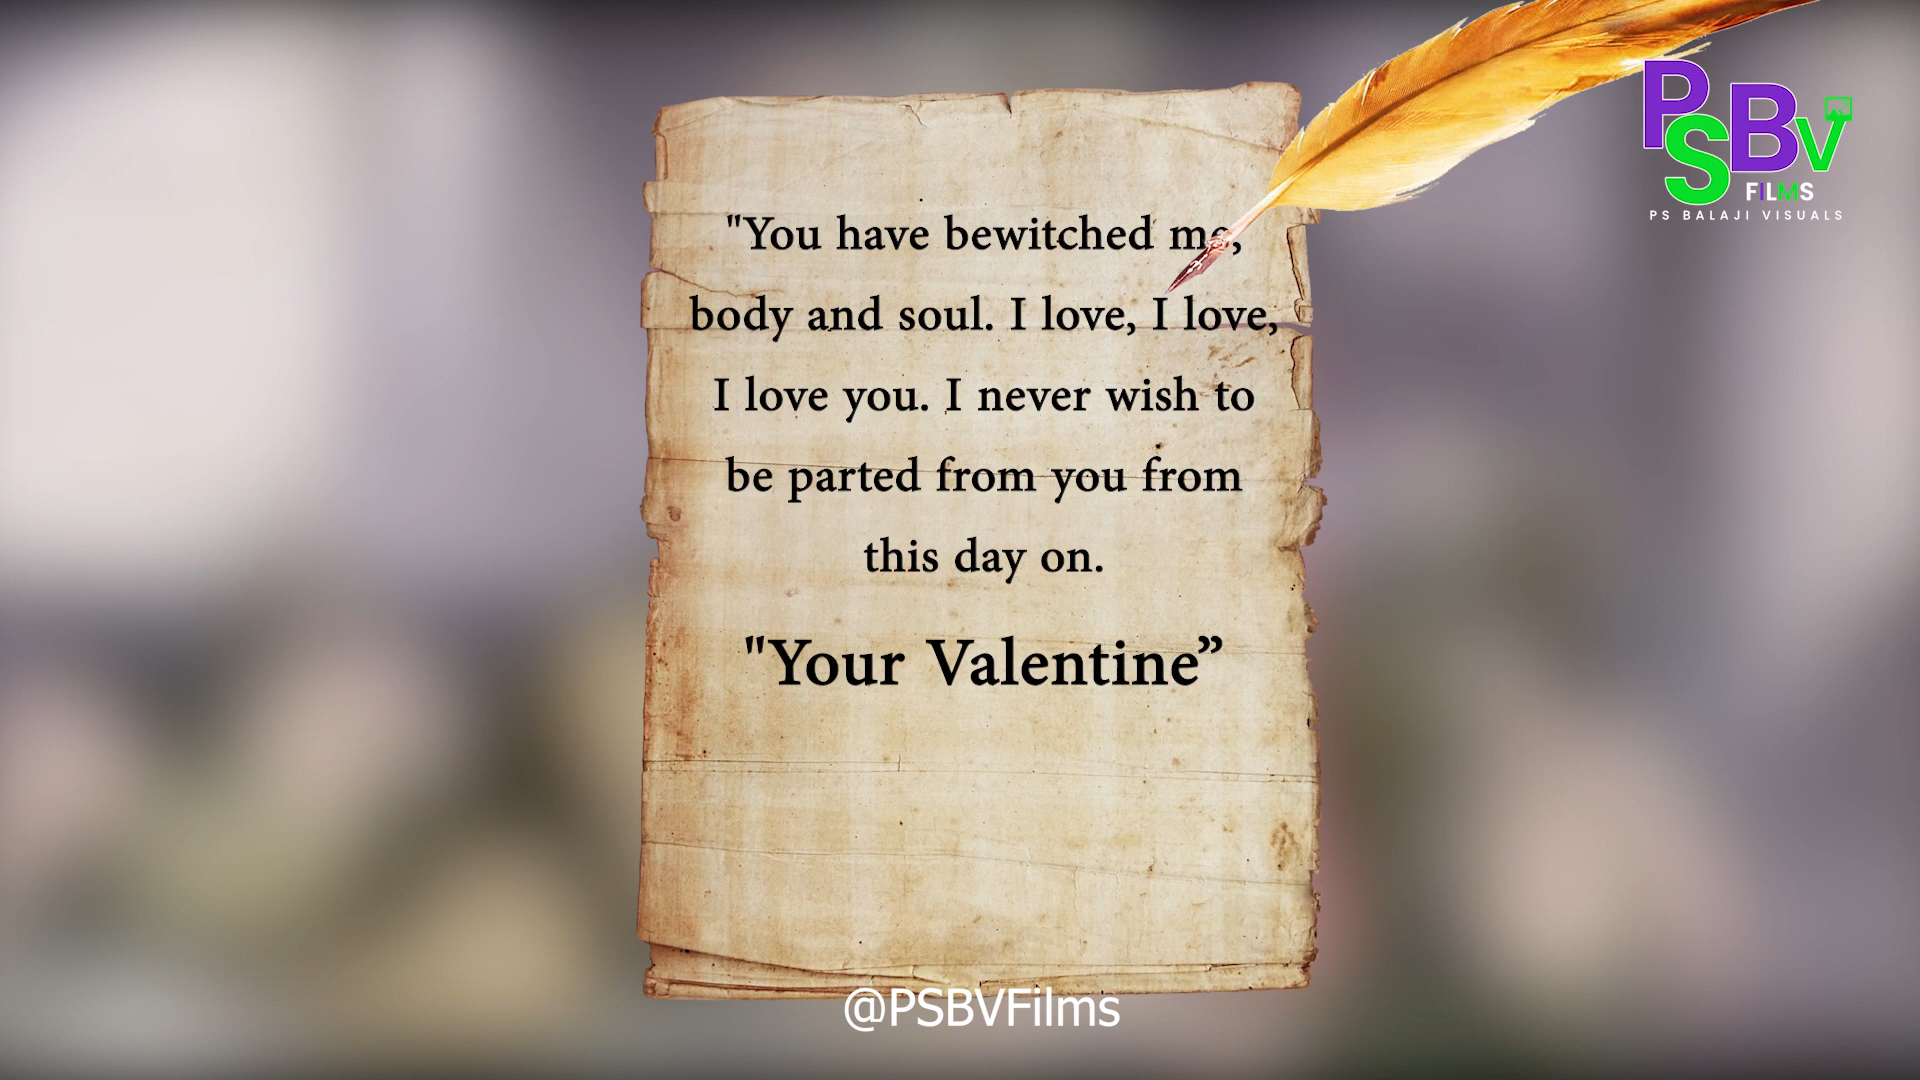 "You have bewitched me,
body and soul. I love, I love,
I love you. I never wish to
be parted from you from
this day on.
"Your Valentine”
PSBV
FILMS
PS BALAJI VISUALS
@PSBVFilms